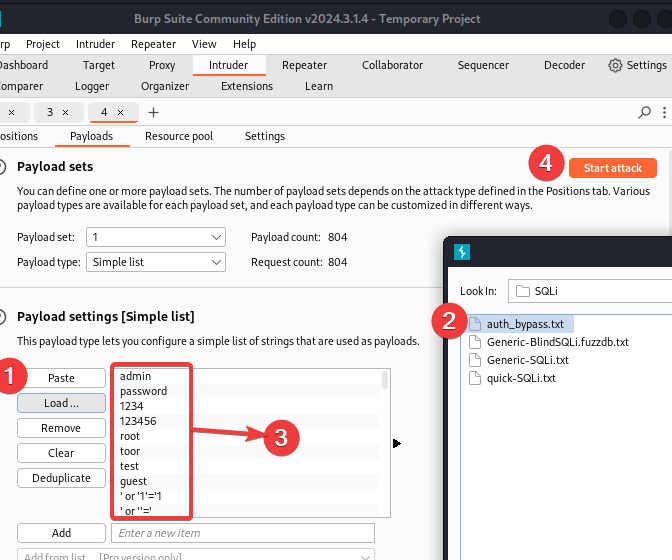 Burp Suite Community Edition v2024.3.1.4 - Temporary Project
rp Project Intruder Repeater View Help
Dashboard Target Proxy Intruder Repeater Collaborator Sequencer Decoder Settings
omparer Logger Organizer Extensions Learn
× 3 × 4 × +
ositions Payloads Resource pool Settings
? Payload sets
4
Start attack
You can define one or more payload sets. The number of payload sets depends on the attack type defined in the Positions tab. Various
payload types are available for each payload set, and each payload type can be customized in different ways.
Payload set: 1 Payload count: 804
Payload type: Simple list Request count: 804
Look In: SQLi
2
auth_bypass.txt
Generic-BlindSQLi.fuzzdb.txt
Generic-SQLi.txt
quick-SQLi.txt
? Payload settings [Simple list]
This payload type lets you configure a simple list of strings that are used as payloads.
1
Paste
Load ...
Remove
Clear
Deduplicate
admin
password
1234
123456
root
toor
test
guest
' or '1'='1
' or ''='
3
Add Enter a new item
Add from list ... [Pro version only]